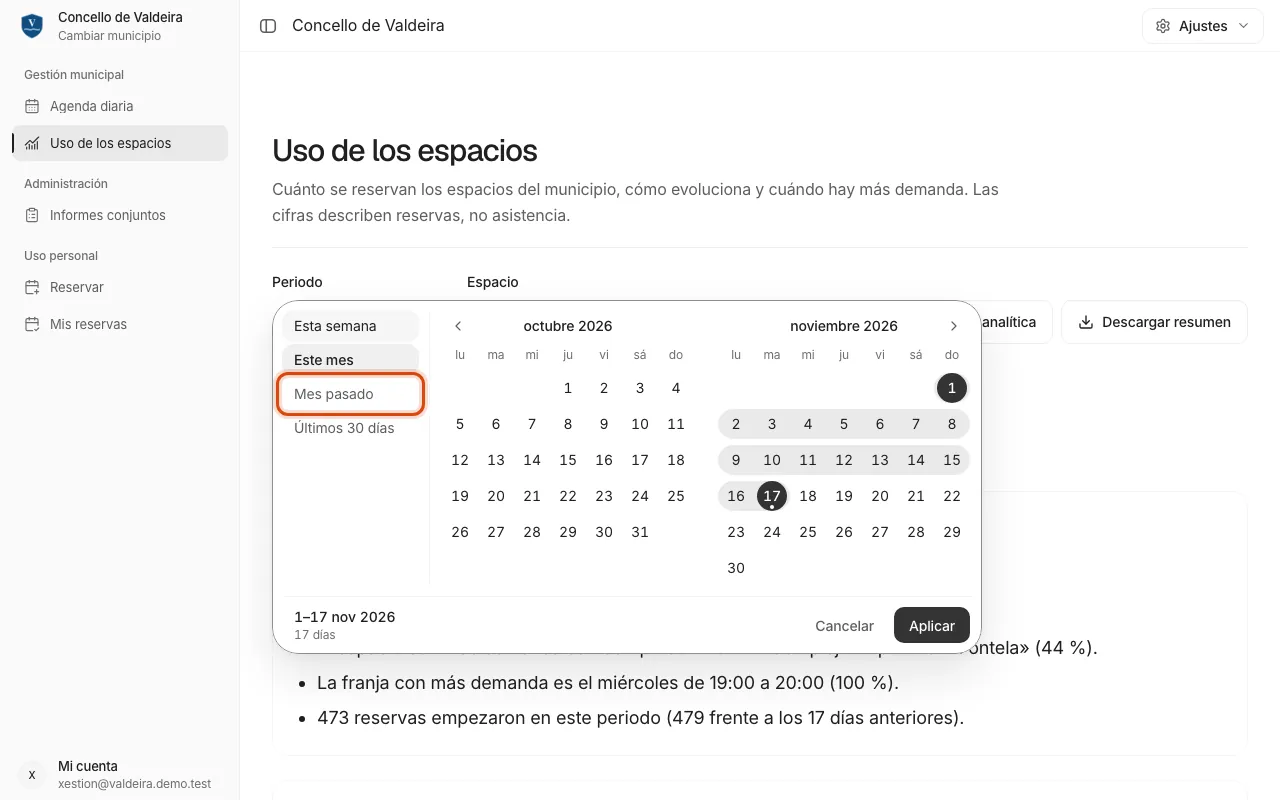 Concello de Valdeira
Cambiar municipio
Gestión municipal
Agenda diaria
Uso de los espacios
Administración
Informes conjuntos
Uso personal
Reservar
Mis reservas
X
Mi cuenta
xestion@valdeira.demo.test
Concello de Valdeira
Ajustes
Uso de los espacios
Cuánto se reservan los espacios del municipio, cómo evoluciona y cuándo hay más demanda. Las
cifras describen reservas, no asistencia.
Periodo Espacio
analítica
Descargar resumen
Esta semana
Este mes
Mes pasado
Últimos 30 días
octubre 2026
lu ma mi ju vi sá do
1 2 3 4
5 6 7 8 9 10 11
12 13 14 15 16 17 18
19 20 21 22 23 24 25
26 27 28 29 30 31
noviembre 2026
lu ma mi ju vi sá do
1
2 3 4 5 6 7 8
9 10 11 12 13 14 15
16 17 18 19 20 21 22
23 24 25 26 27 28 29
30
1–17 nov 2026
17 días
Cancelar
Aplicar
(44 %).
La franja con más demanda es el miércoles de 19:00 a 20:00 (100 %).
473 reservas empezaron en este periodo (479 frente a los 17 días anteriores).